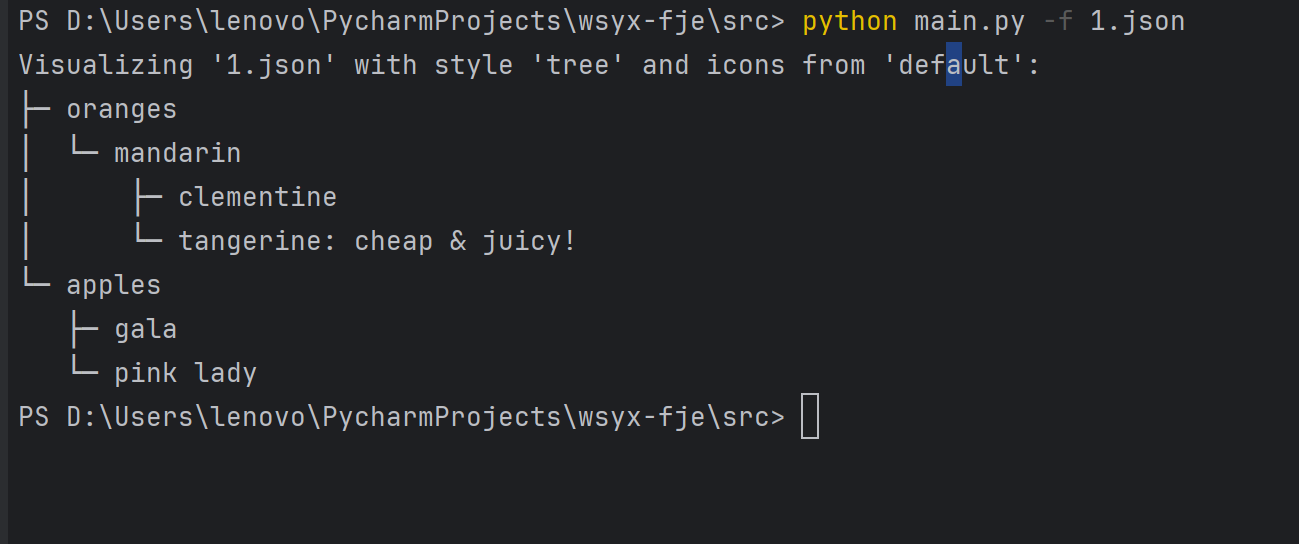 PS D:\Users\lenovo\PycharmProjects\wsyx-fje\src> python main.py -f 1.json
Visualizing '1.json' with style 'tree' and icons from 'default':
├─ oranges
│  └─ mandarin
│      ├─ clementine
│      └─ tangerine: cheap & juicy!
└─ apples
   ├─ gala
   └─ pink lady
PS D:\Users\lenovo\PycharmProjects\wsyx-fje\src>